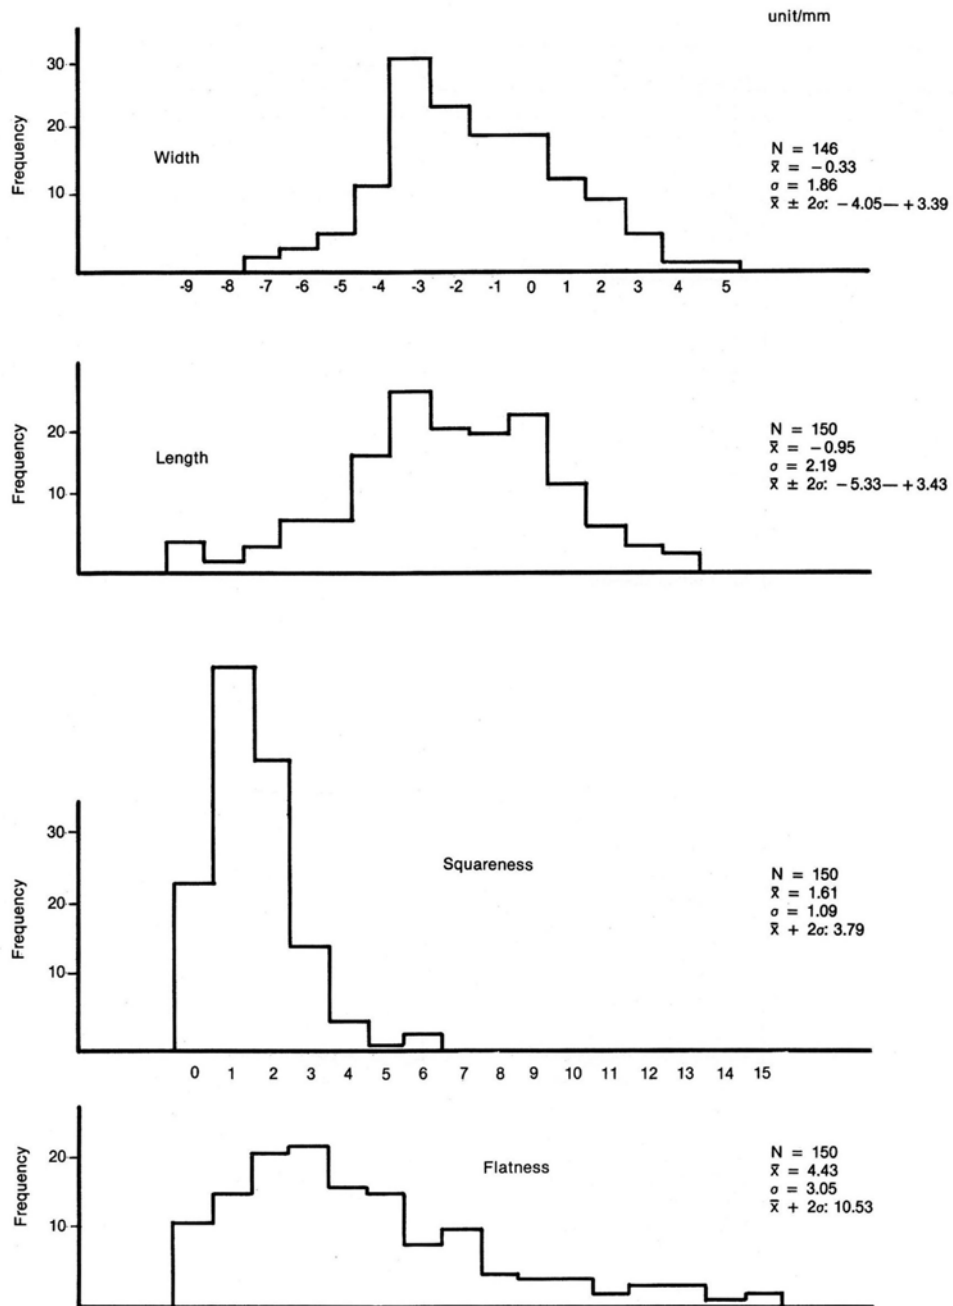 unit/mm
Frequency
30
20
10
Width
N = 146
x̄ = −0.33
σ = 1.86
x̄ ± 2σ: −4.05— +3.39
-9 -8 -7 -6 -5 -4 -3 -2 -1 0 1 2 3 4 5
Frequency
20
10
Length
N = 150
x̄ = −0.95
σ = 2.19
x̄ ± 2σ: −5.33— +3.43
Frequency
30
20
10
Squareness
N = 150
x̄ = 1.61
σ = 1.09
x̄ + 2σ: 3.79
0 1 2 3 4 5 6 7 8 9 10 11 12 13 14 15
Frequency
20
10
Flatness
N = 150
x̄ = 4.43
σ = 3.05
x̄ + 2σ: 10.53